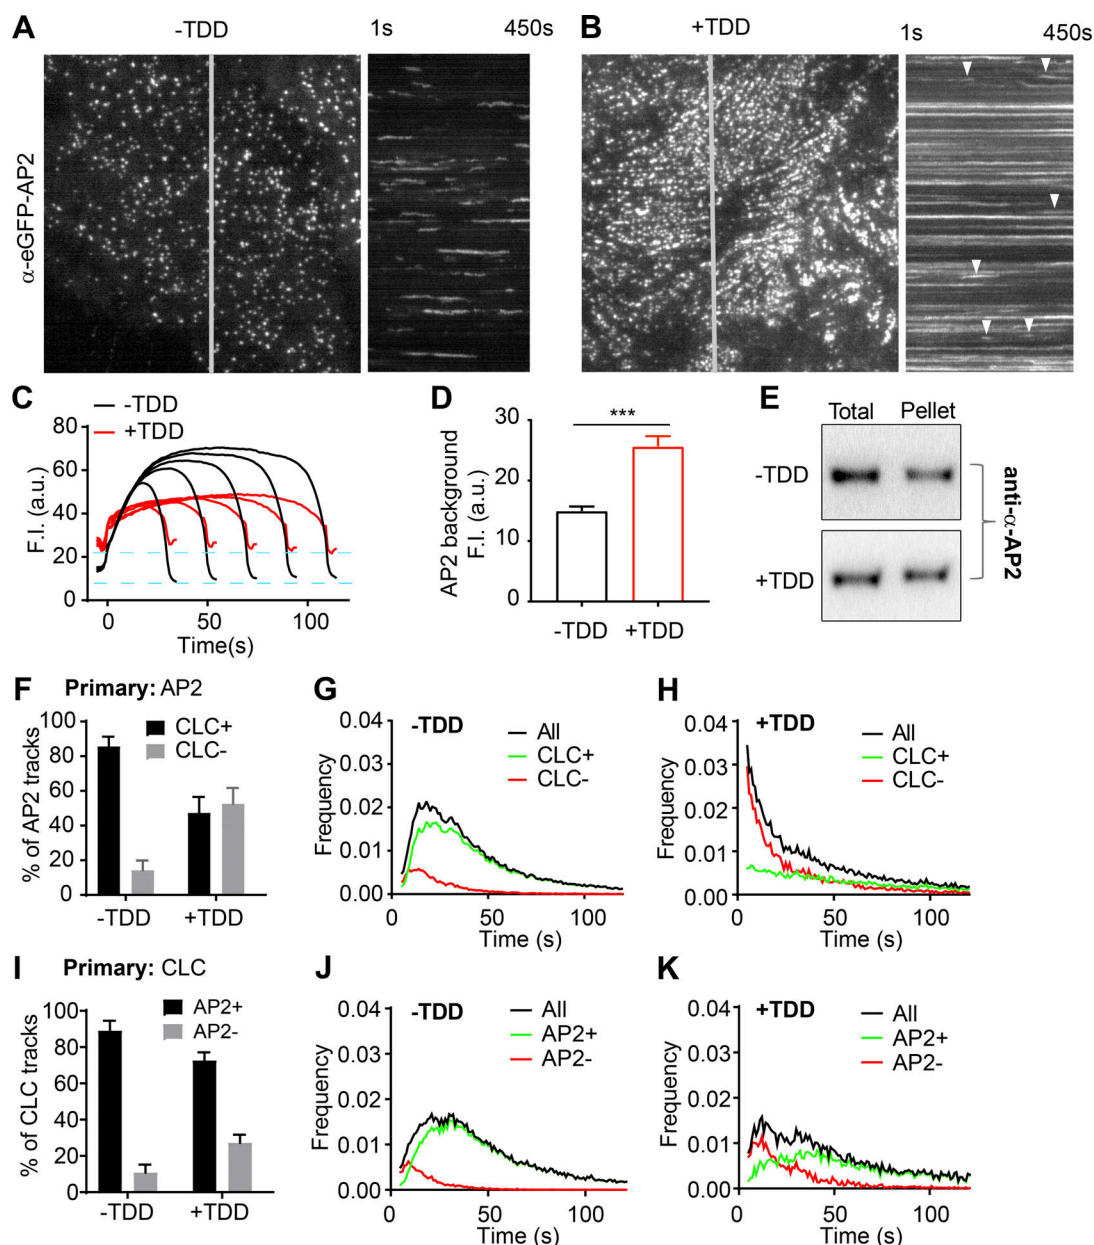 A
-TDD
1s
450s
B
+TDD
1s
450s
α-eGFP-AP2
C
-TDD
+TDD
F.I. (a.u.)
80
60
40
20
0
0
50
100
Time(s)
D
***
AP2 background
F.I. (a.u.)
30
20
10
0
-TDD
+TDD
E
Total
Pellet
-TDD
+TDD
anti-α-AP2
F
Primary: AP2
CLC+
CLC-
% of AP2 tracks
100
80
60
40
20
0
-TDD
+TDD
G
-TDD
All
CLC+
CLC-
Frequency
0.04
0.03
0.02
0.01
0.00
0
50
100
Time (s)
H
+TDD
All
CLC+
CLC-
Frequency
0.04
0.03
0.02
0.01
0.00
0
50
100
Time (s)
I
Primary: CLC
AP2+
AP2-
% of CLC tracks
100
80
60
40
20
0
-TDD
+TDD
J
-TDD
All
AP2+
AP2-
Frequency
0.04
0.03
0.02
0.01
0.00
0
50
100
Time (s)
K
+TDD
All
AP2+
AP2-
Frequency
0.04
0.03
0.02
0.01
0.00
0
50
100
Time (s)